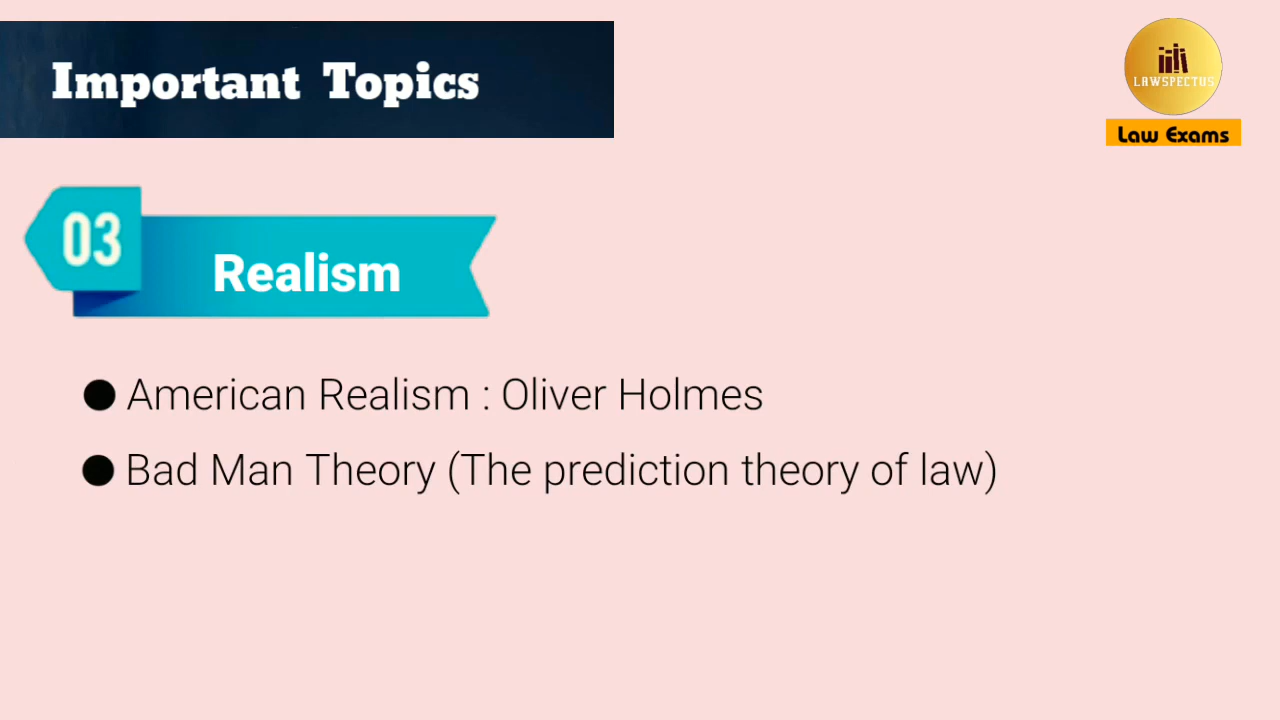 Important Topics
LAWSPECTUS
Law Exams
03
Realism
● American Realism : Oliver Holmes
● Bad Man Theory (The prediction theory of law)